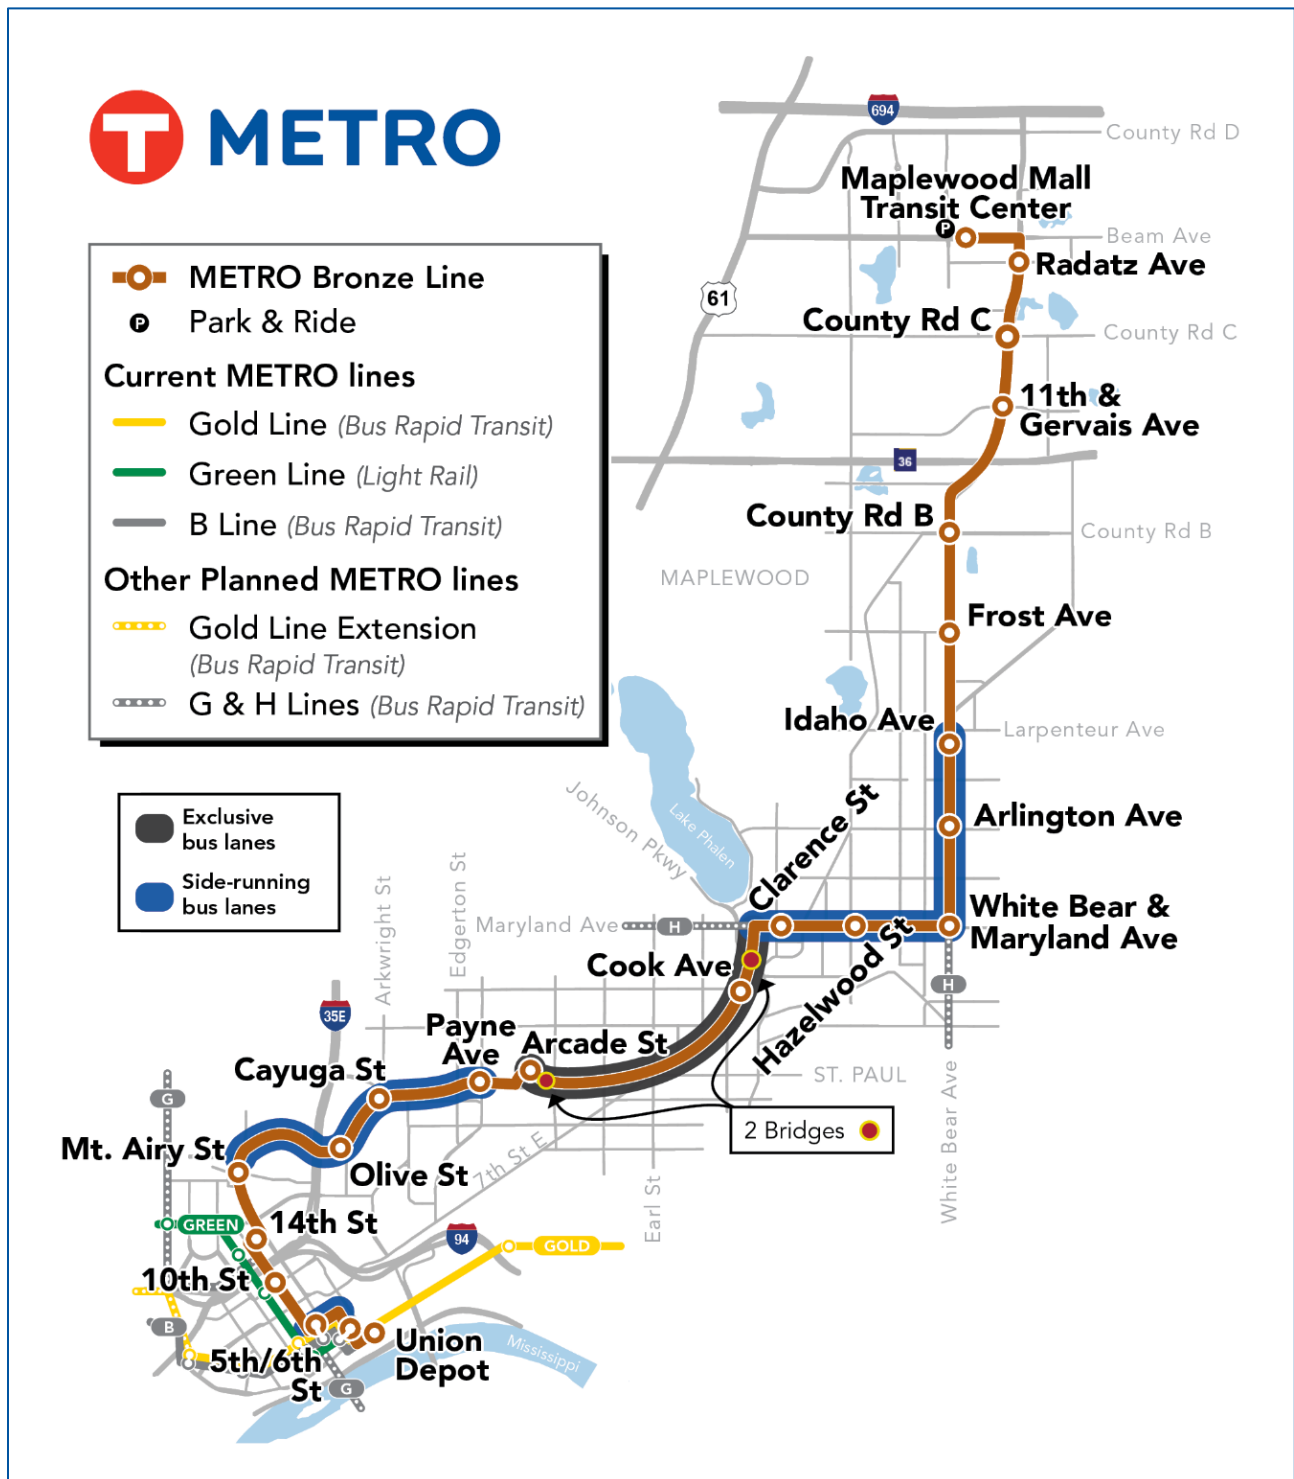 T METRO
METRO Bronze Line
P Park & Ride
Current METRO lines
Gold Line (Bus Rapid Transit)
Green Line (Light Rail)
B Line (Bus Rapid Transit)
Other Planned METRO lines
Gold Line Extension
(Bus Rapid Transit)
G & H Lines (Bus Rapid Transit)
Exclusive
bus lanes
Side-running
bus lanes
694
County Rd D
Maplewood Mall
Transit Center
P
Beam Ave
Radatz Ave
61
County Rd C
County Rd C
11th &
Gervais Ave
36
County Rd B
County Rd B
MAPLEWOOD
Frost Ave
Idaho Ave
Larpenteur Ave
Arlington Ave
Johnson Pkwy
Lake Phalen
Clarence St
Maryland Ave
H
White Bear &
Maryland Ave
Hazelwood St
Cook Ave
H
White Bear Ave
ST. PAUL
2 Bridges
Edgerton St
Arkwright St
35E
Payne
Ave
Arcade St
Cayuga St
G
Mt. Airy St
Olive St
7th St E
Earl St
GREEN
14th St
94
GOLD
10th St
B
Union
Depot
5th/6th
St
G
Mississippi